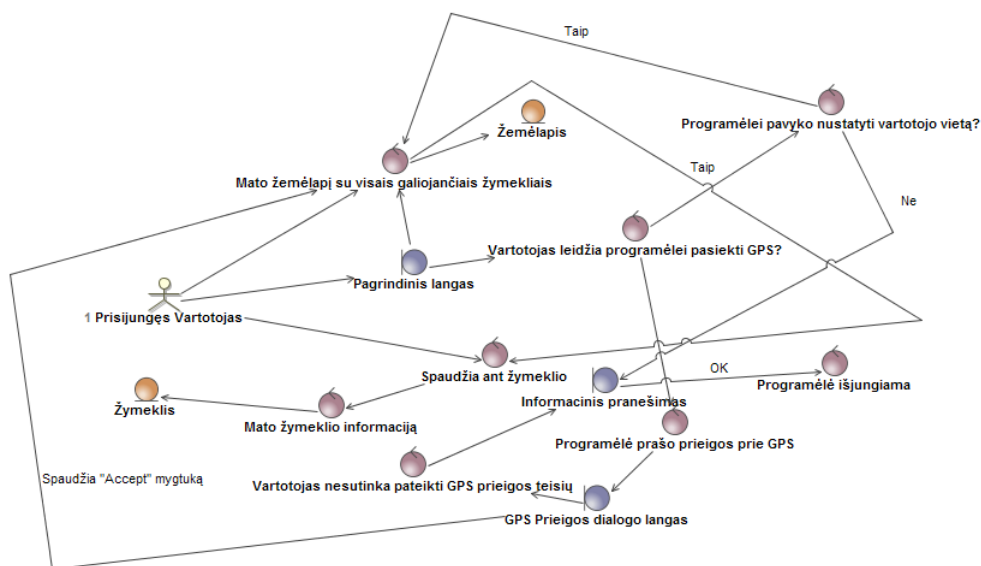 Taip
Žemėlapis
Programėlei pavyko nustatyti vartotojo vietą?
Mato žemėlapį su visais galiojančiais žymekliais
Taip
Ne
Vartotojas leidžia programėlei pasiekti GPS?
Pagrindinis langas
1 Prisijungęs Vartotojas
Spaudžia ant žymeklio
OK
Programėlė išjungiama
Informacinis pranešimas
Žymeklis
Mato žymeklio informaciją
Programėlė prašo prieigos prie GPS
Spaudžia "Accept" mygtuką
Vartotojas nesutinka pateikti GPS prieigos teisių
GPS Prieigos dialogo langas